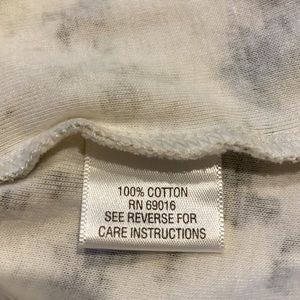 100% COTTON
RN 69016
SEE REVERSE FOR
CARE INSTRUCTIONS